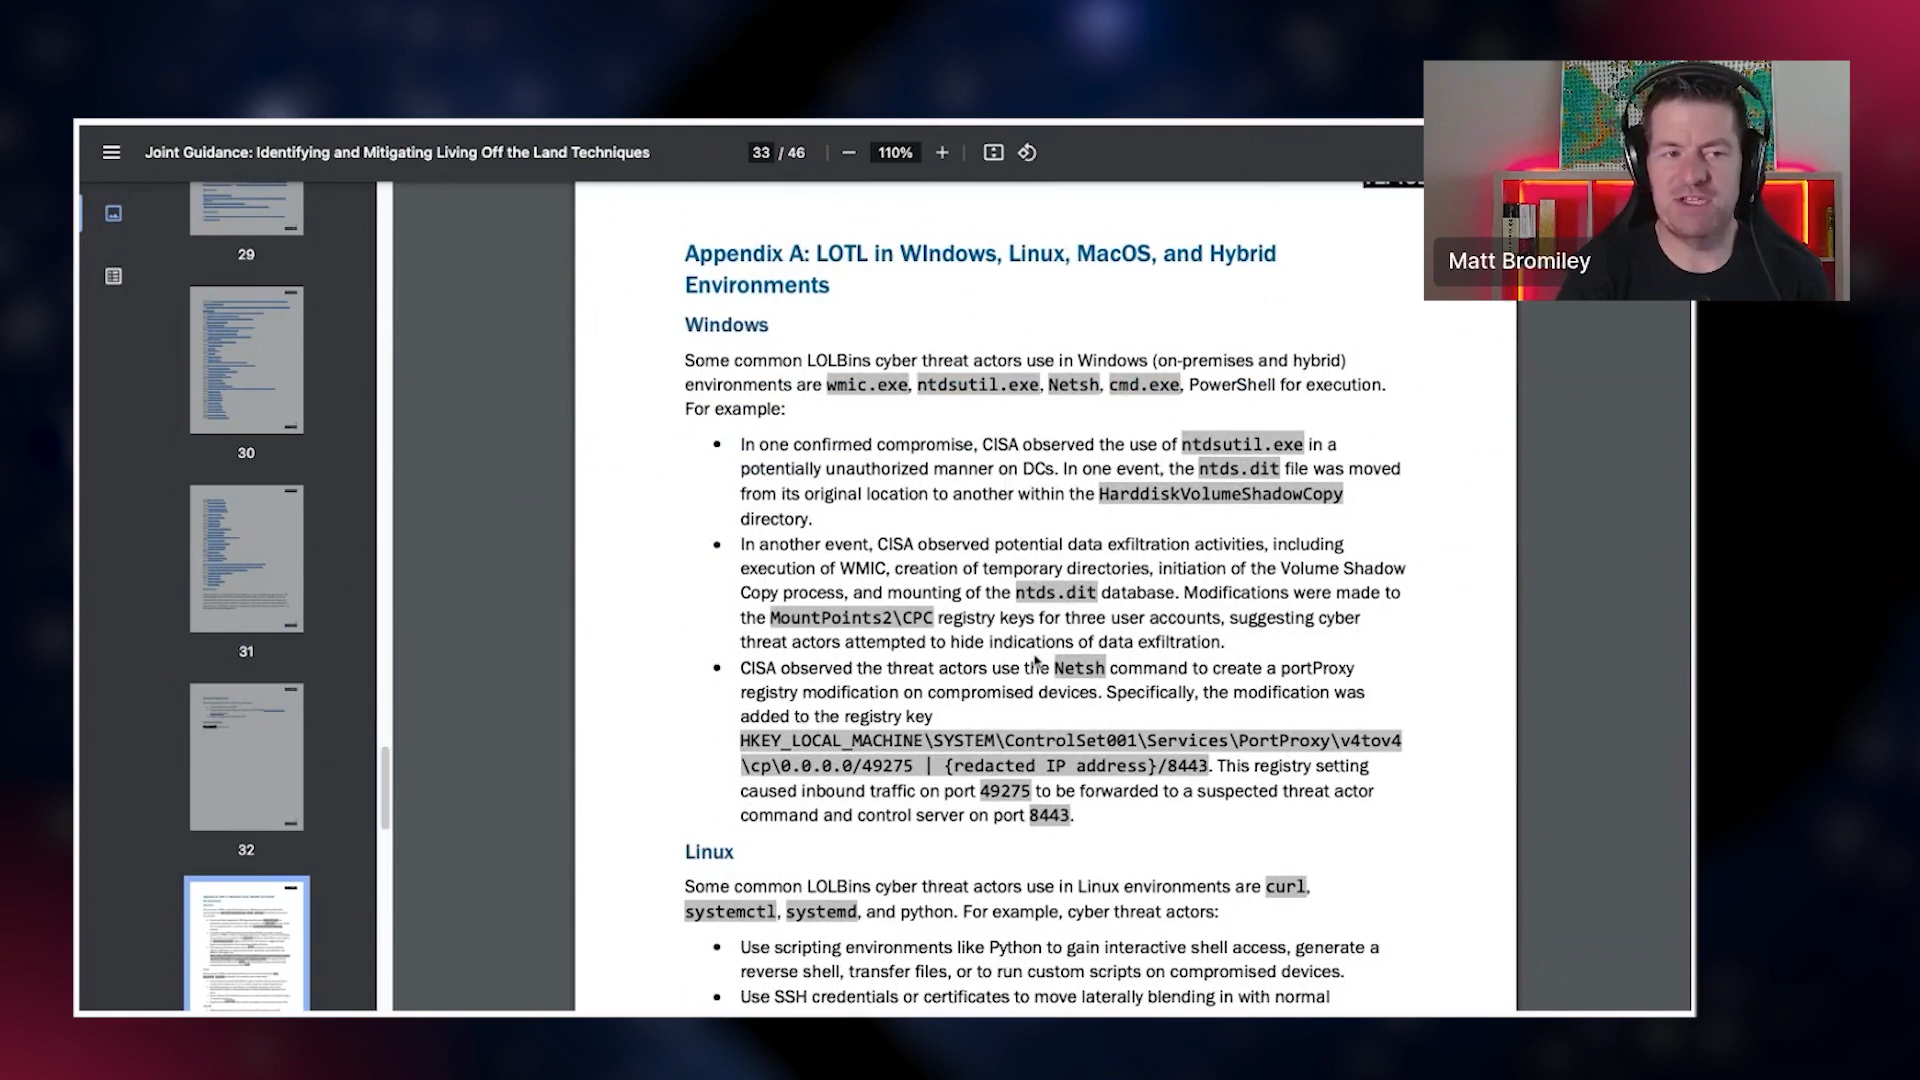 Joint Guidance: Identifying and Mitigating Living Off the Land Techniques
33 / 46
110%
Matt Bromiley
29
30
31
32
Appendix A: LOTL in WIndows, Linux, MacOS, and Hybrid
Environments
Windows
Some common LOLBins cyber threat actors use in Windows (on-premises and hybrid)
environments are wmic.exe, ntdsutil.exe, Netsh, cmd.exe, PowerShell for execution.
For example:
• In one confirmed compromise, CISA observed the use of ntdsutil.exe in a
potentially unauthorized manner on DCs. In one event, the ntds.dit file was moved
from its original location to another within the HarddiskVolumeShadowCopy
directory.
• In another event, CISA observed potential data exfiltration activities, including
execution of WMIC, creation of temporary directories, initiation of the Volume Shadow
Copy process, and mounting of the ntds.dit database. Modifications were made to
the MountPoints2\CPC registry keys for three user accounts, suggesting cyber
threat actors attempted to hide indications of data exfiltration.
• CISA observed the threat actors use the Netsh command to create a portProxy
registry modification on compromised devices. Specifically, the modification was
added to the registry key
HKEY_LOCAL_MACHINE\SYSTEM\ControlSet001\Services\PortProxy\v4tov4
\cp\0.0.0.0/49275 | {redacted IP address}/8443. This registry setting
caused inbound traffic on port 49275 to be forwarded to a suspected threat actor
command and control server on port 8443.
Linux
Some common LOLBins cyber threat actors use in Linux environments are curl,
systemctl, systemd, and python. For example, cyber threat actors:
• Use scripting environments like Python to gain interactive shell access, generate a
reverse shell, transfer files, or to run custom scripts on compromised devices.
• Use SSH credentials or certificates to move laterally blending in with normal